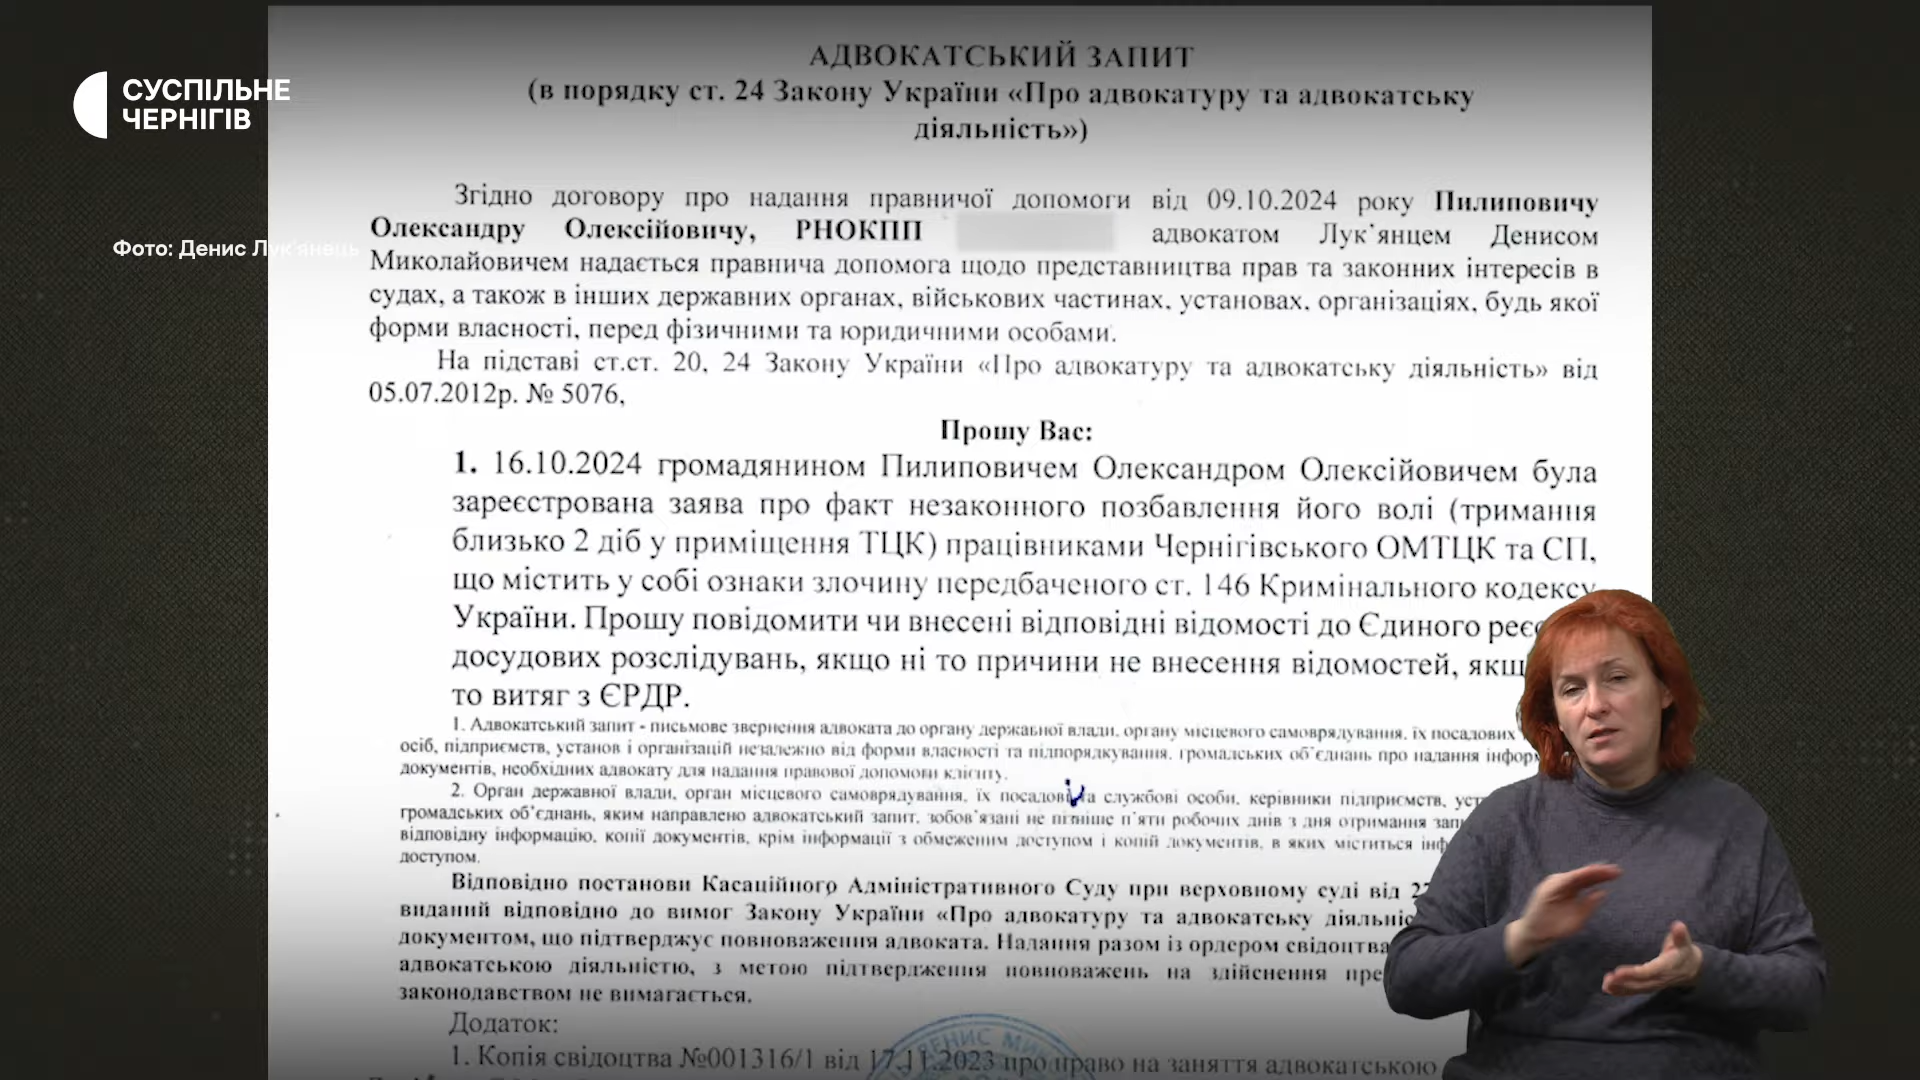 СУСПІЛЬНЕ
ЧЕРНІГІВ
Фото: Денис Лук'янець
АДВОКАТСЬКИЙ ЗАПИТ
(в порядку ст. 24 Закону України «Про адвокатуру та адвокатську
діяльність»)
Згідно договору про надання правничої допомоги від 09.10.2024 року Пилиповичу
Олександру Олексійовичу, РНОКПП адвокатом Лук'янцем Денисом
Миколайовичем надається правнича допомога щодо представництва прав та законних інтересів в
судах, а також в інших державних органах, військових частинах, установах, організаціях, будь якої
форми власності, перед фізичними та юридичними особами.
На підставі ст.ст. 20, 24 Закону України «Про адвокатуру та адвокатську діяльність» від
05.07.2012р. № 5076,
Прошу Вас:
1. 16.10.2024 громадянином Пилиповичем Олександром Олексійовичем була
зареєстрована заява про факт незаконного позбавлення його волі (тримання
близько 2 діб у приміщення ТЦК) працівниками Чернігівського ОМТЦК та СП,
що містить у собі ознаки злочину передбаченого ст. 146 Кримінального кодексу
України. Прошу повідомити чи внесені відповідні відомості до Єдиного
досудових розслідувань, якщо ні то причини не внесення відомостей,
то витяг з ЄРДР.
1. Адвокатський запит - письмове звернення адвоката до органу державної влади, органу місцевого самоврядування, їх посадових
осіб, підприємств, установ і організацій незалежно від форми власності та підпорядкування, громадських об'єднань про надання
документів, необхідних адвокату для надання правової допомоги клієнту.
2. Орган державної влади, орган місцевого самоврядування, їх посадові та службові особи, керівники підприємств,
громадських об'єднань, яким направлено адвокатський запит, зобов'язані не пізніше п'яти робочих днів з дня отримання
відповідну інформацію, копії документів, крім інформації з обмеженим доступом і копій документів, в яких міститься
доступом.
Відповідно постанови Касаційного Адміністративного Суду при верховному суді від
виданий відповідно до вимог Закону України «Про адвокатуру та адвокатську
документом, що підтверджує повноваження адвоката. Надання разом із ордером свідоцтва
адвокатською діяльністю, з метою підтвердження повноважень на здійснення
законодавством не вимагається.
Додаток:
1. Копія свідоцтва №001316/1 від 17.11.2023 про право на заняття адвокатською